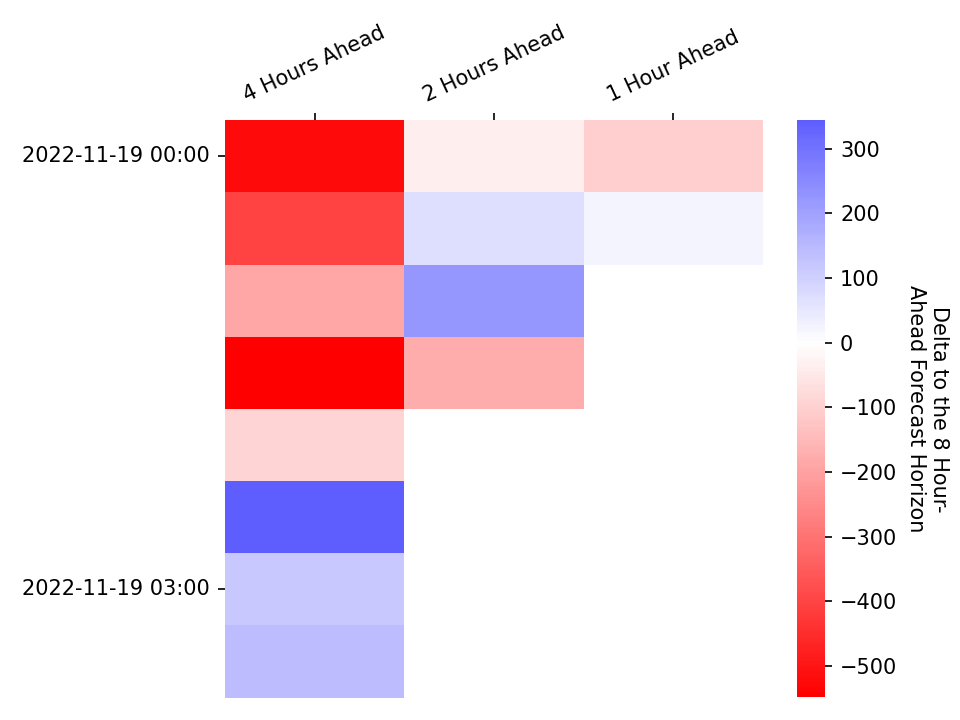 4 Hours Ahead
2 Hours Ahead
1 Hour Ahead
2022-11-19 00:00
2022-11-19 03:00
300
200
100
0
−100
−200
−300
−400
−500
Delta to the 8 Hour-
Ahead Forecast Horizon